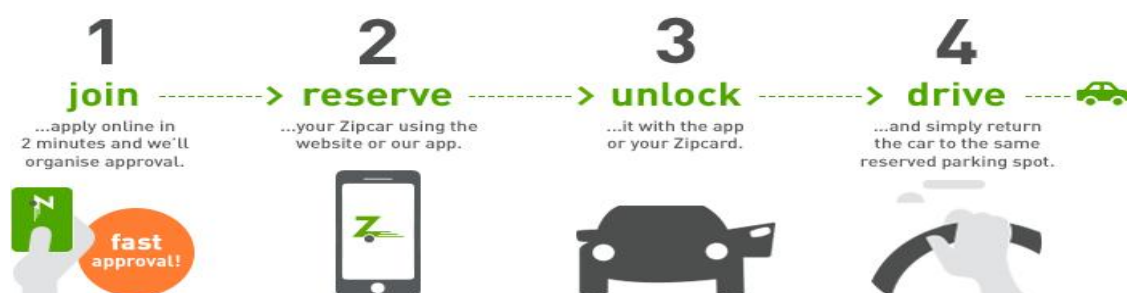 1
join
...apply online in
2 minutes and we'll
organise approval.
fast
approval!
2
reserve
...your Zipcar using the
website or our app.
3
unlock
...it with the app
or your Zipcard.
4
drive
...and simply return
the car to the same
reserved parking spot.